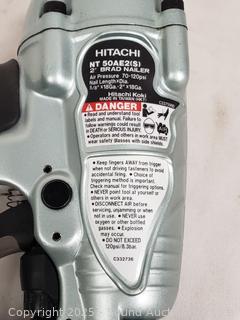 HITACHI
NT 50AE2(S)
2" BRAD NAILER
Air Pressure 70-120psi
Nail Length×Dia.
5/8"×18Ga.-2"×18Ga.
Hitachi Koki
MADE IN TAIWAN
DANGER
Read and understand tool
labels and manual. Failure to
follow warnings could result
in DEATH or SERIOUS INJURY.
Operators and others in work
area MUST wear
safety glasses with side shields.
Keep fingers AWAY from trigger
when not driving fasteners to avoid
accidental firing.
Choice of
triggering method is important.
Check manual for triggering options.
NEVER point tool at yourself or
others in work area.
DISCONNECT AIR before
servicing, unjamming or when
not in use.
NEVER use
oxygen or other bottled
gasses.
Explosion
may occur.
DO NOT EXCEED
120psi/8.3bar.
C332736
© 2025